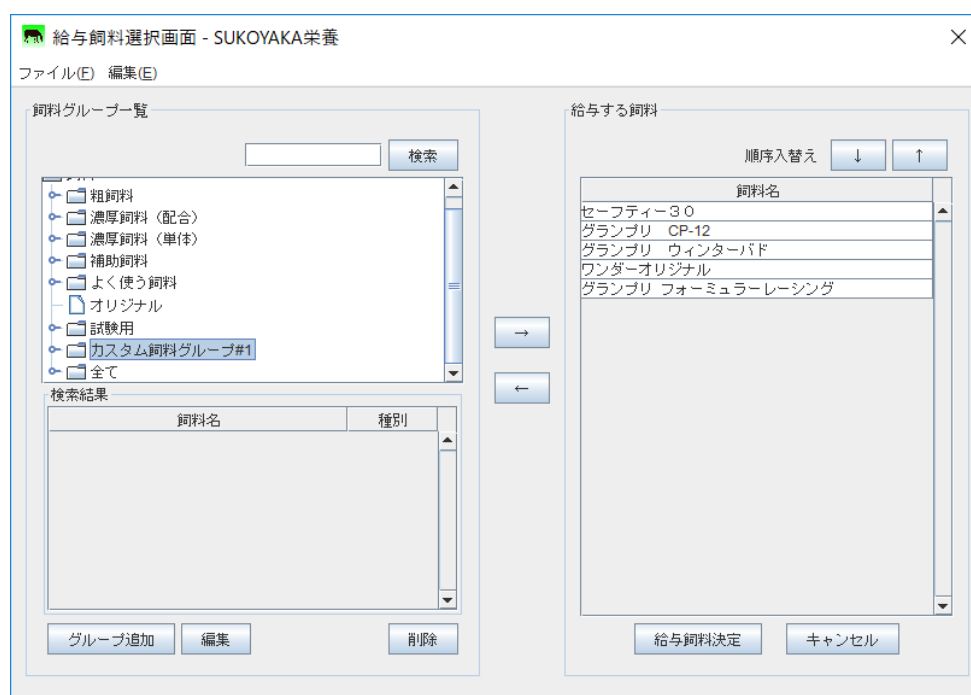 給与飼料選択画面 - SUKOYAKA栄養
ファイル(F) 編集(E)
飼料グループ一覧
検索
粗飼料
濃厚飼料（配合）
濃厚飼料（単体）
補助飼料
よく使う飼料
オリジナル
試験用
カスタム飼料グループ#1
全て
検索結果
飼料名 種別
グループ追加 編集 削除
→
←
給与する飼料
順序入替え ↓ ↑
飼料名
セーフティー３０
グランプリ　CP-12
グランプリ　ウィンターバド
ワンダーオリジナル
グランプリ フォーミュラーレーシング
給与飼料決定 キャンセル